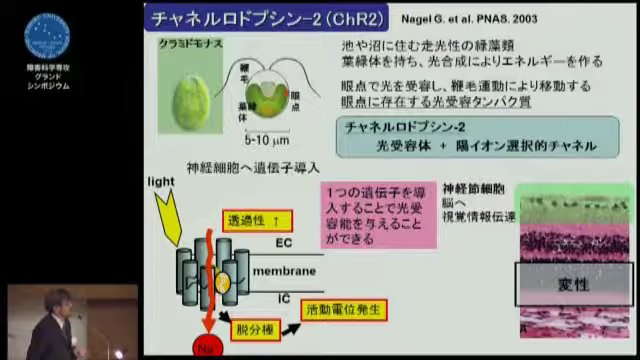 チャネルロドプシン-2(ChR2)
Nagel G. et al. PNAS. 2003
障害科学専攻
グランド
シンポジウム
クラミドモナス
鞭毛
葉緑体
眼点
5-10 μm
池や沼に住む走光性の緑藻類
葉緑体を持ち、光合成によりエネルギーを作る
眼点で光を受容し、鞭毛運動により移動する
眼点に存在する光受容タンパク質
チャネルロドプシン-2
光受容体 + 陽イオン選択的チャネル
神経細胞へ遺伝子導入
light
透過性 ↑
EC
membrane
IC
Na
脱分極
活動電位発生
1つの遺伝子を導
入することで光受
容能を与えること
ができる
神経節細胞
脳へ
視覚情報伝達
変性